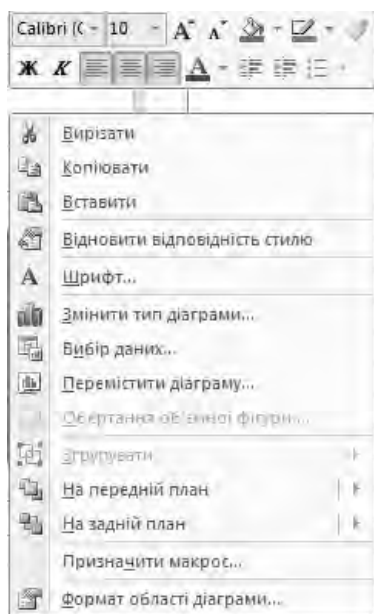 Calibri (С 10 А А
Ж К А
Вирізати
Копіювати
Вставити
Відновити відповідність стилю
А Шрифт...
Змінити тип діаграми...
Вибір даних...
Перемістити діаграму...
Обертання об'ємної фігури...
Згрупувати
На передній план
На задній план
Призначити макрос...
Формат області діаграми...